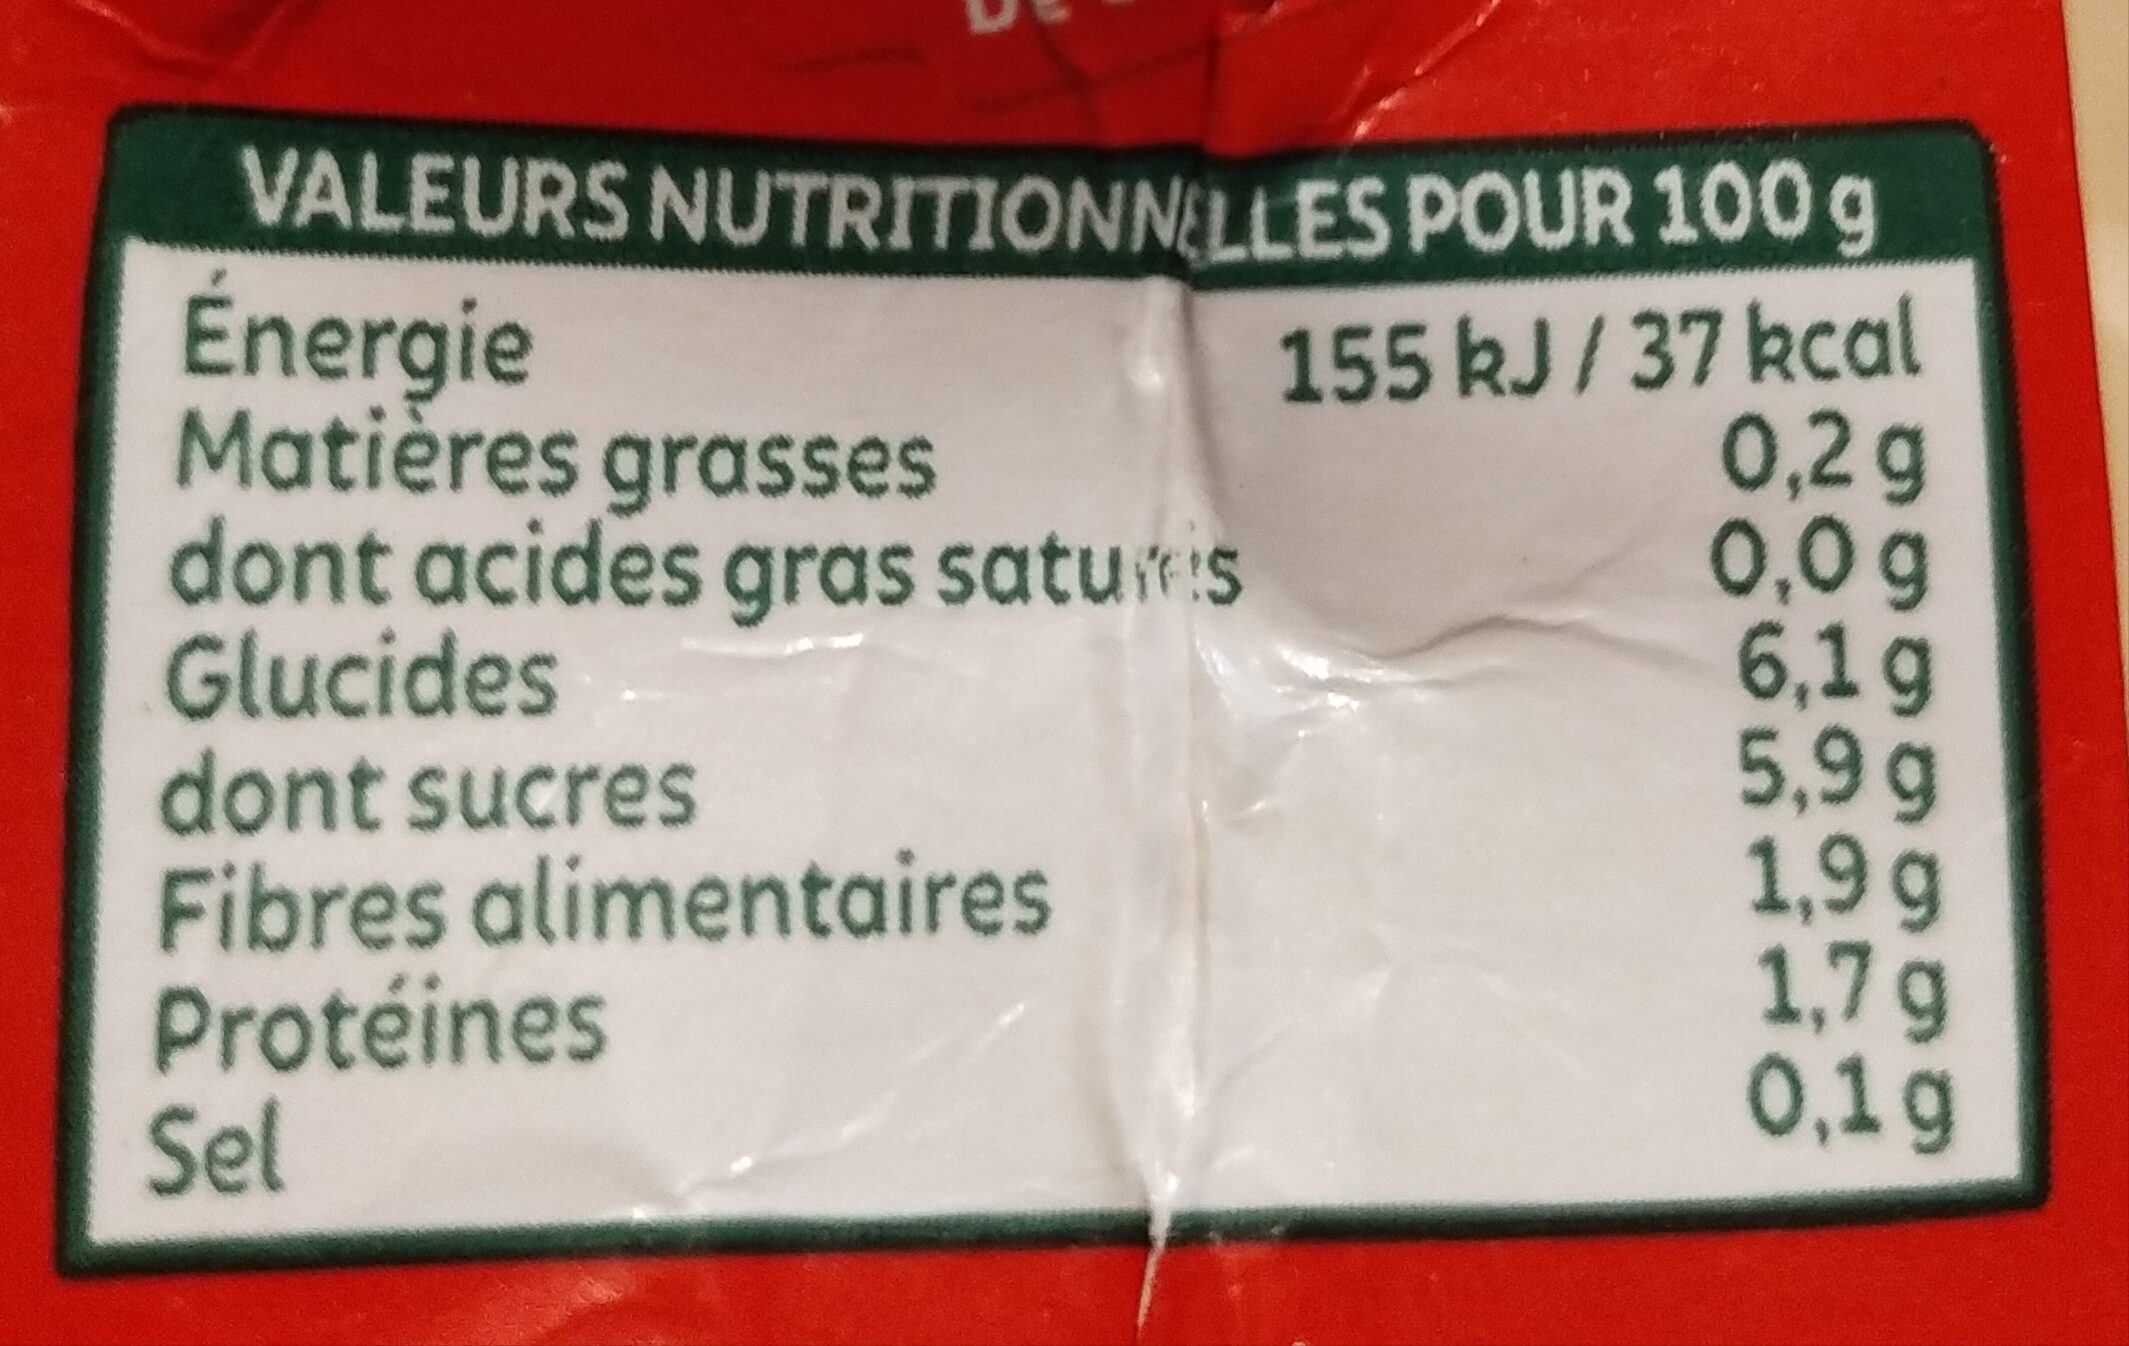 VALEURS NUTRITIONNELLES POUR 100 g
Énergie 155 kJ / 37 kcal
Matières grasses 0,2 g
dont acides gras saturés 0,0 g
Glucides 6,1 g
dont sucres 5,9 g
Fibres alimentaires 1,9 g
Protéines 1,7 g
Sel 0,1 g